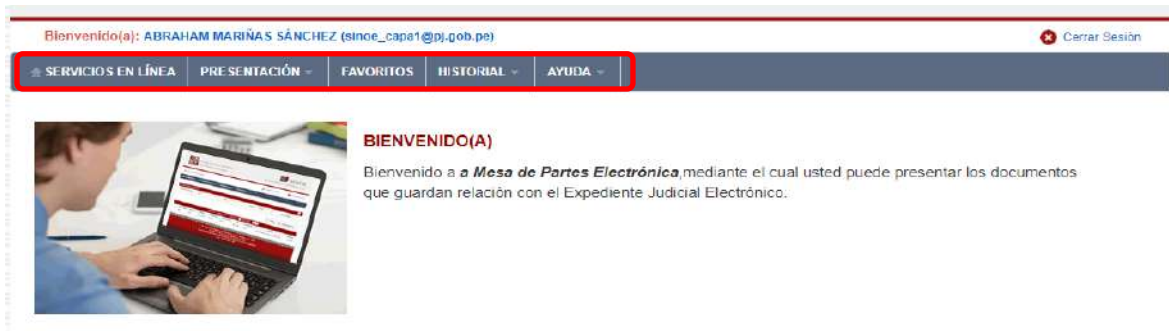 Bienvenido(a): ABRAHAM MARIÑAS SÁNCHEZ (sinoe_capa1@pj.gob.pe)
Cerrar Sesión
SERVICIOS EN LÍNEA PRESENTACIÓN FAVORITOS HISTORIAL AYUDA
BIENVENIDO(A)
Bienvenido a a Mesa de Partes Electrónica,mediante el cual usted puede presentar los documentos
que guardan relación con el Expediente Judicial Electrónico.